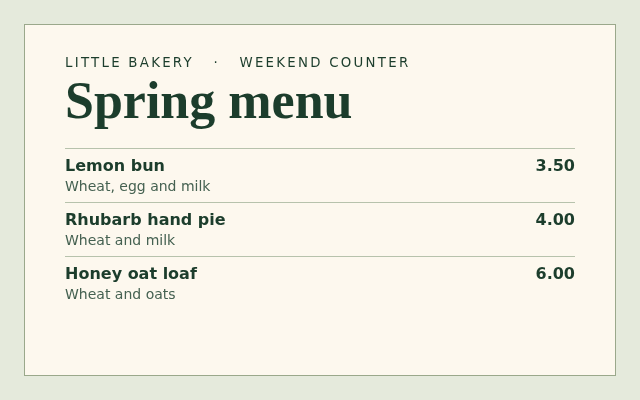 LITTLE BAKERY · WEEKEND COUNTER
Spring menu
Lemon bun 3.50
Wheat, egg and milk
Rhubarb hand pie 4.00
Wheat and milk
Honey oat loaf 6.00
Wheat and oats